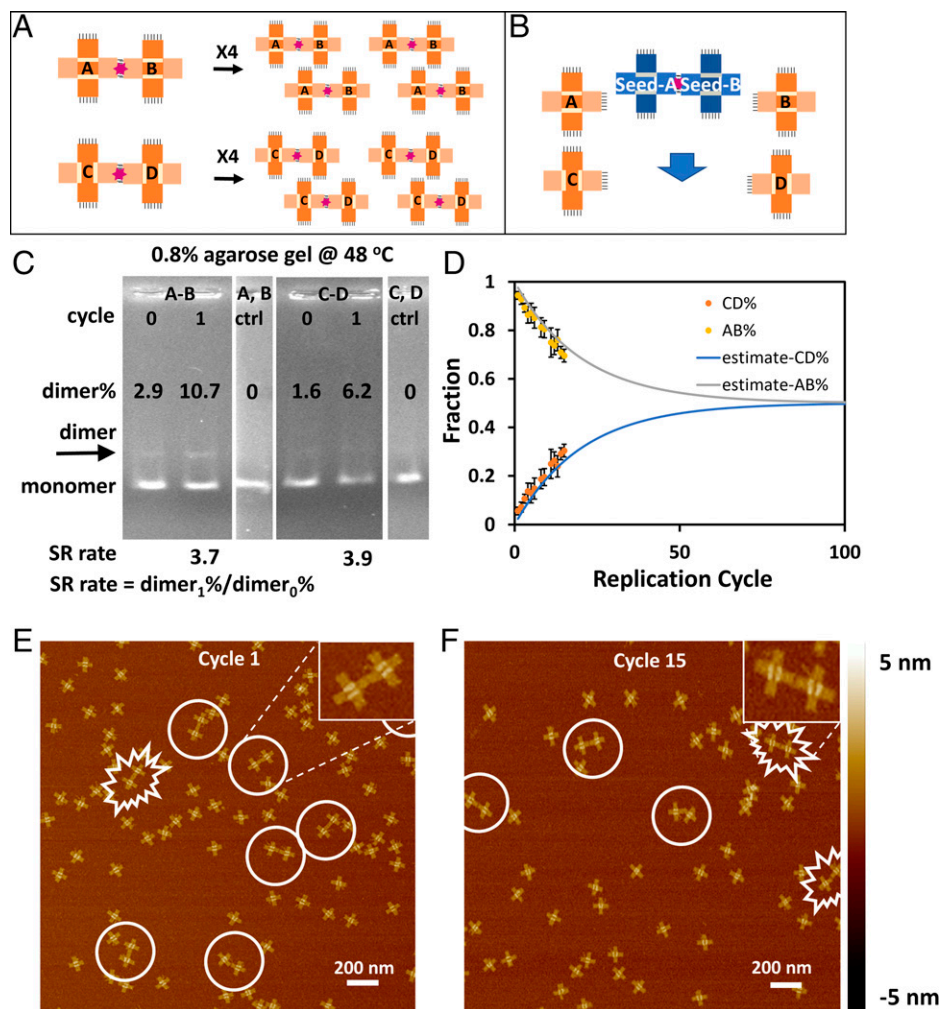 A
B
A B
X4
A B
A B
A B
A B
C D
X4
C D
C D
C D
C D
Seed-A Seed-B
A
B
C
D
C
0.8% agarose gel @ 48 °C
A-B
A, B
C-D
C, D
cycle
0
1
ctrl
0
1
ctrl
dimer%
2.9
10.7
0
1.6
6.2
0
dimer
monomer
SR rate
3.7
3.9
SR rate = dimer₁%/dimer₀%
D
1
0.8
0.6
0.4
0.2
0
Fraction
CD%
AB%
estimate-CD%
estimate-AB%
0
50
100
Replication Cycle
E
Cycle 1
200 nm
F
Cycle 15
200 nm
5 nm
-5 nm